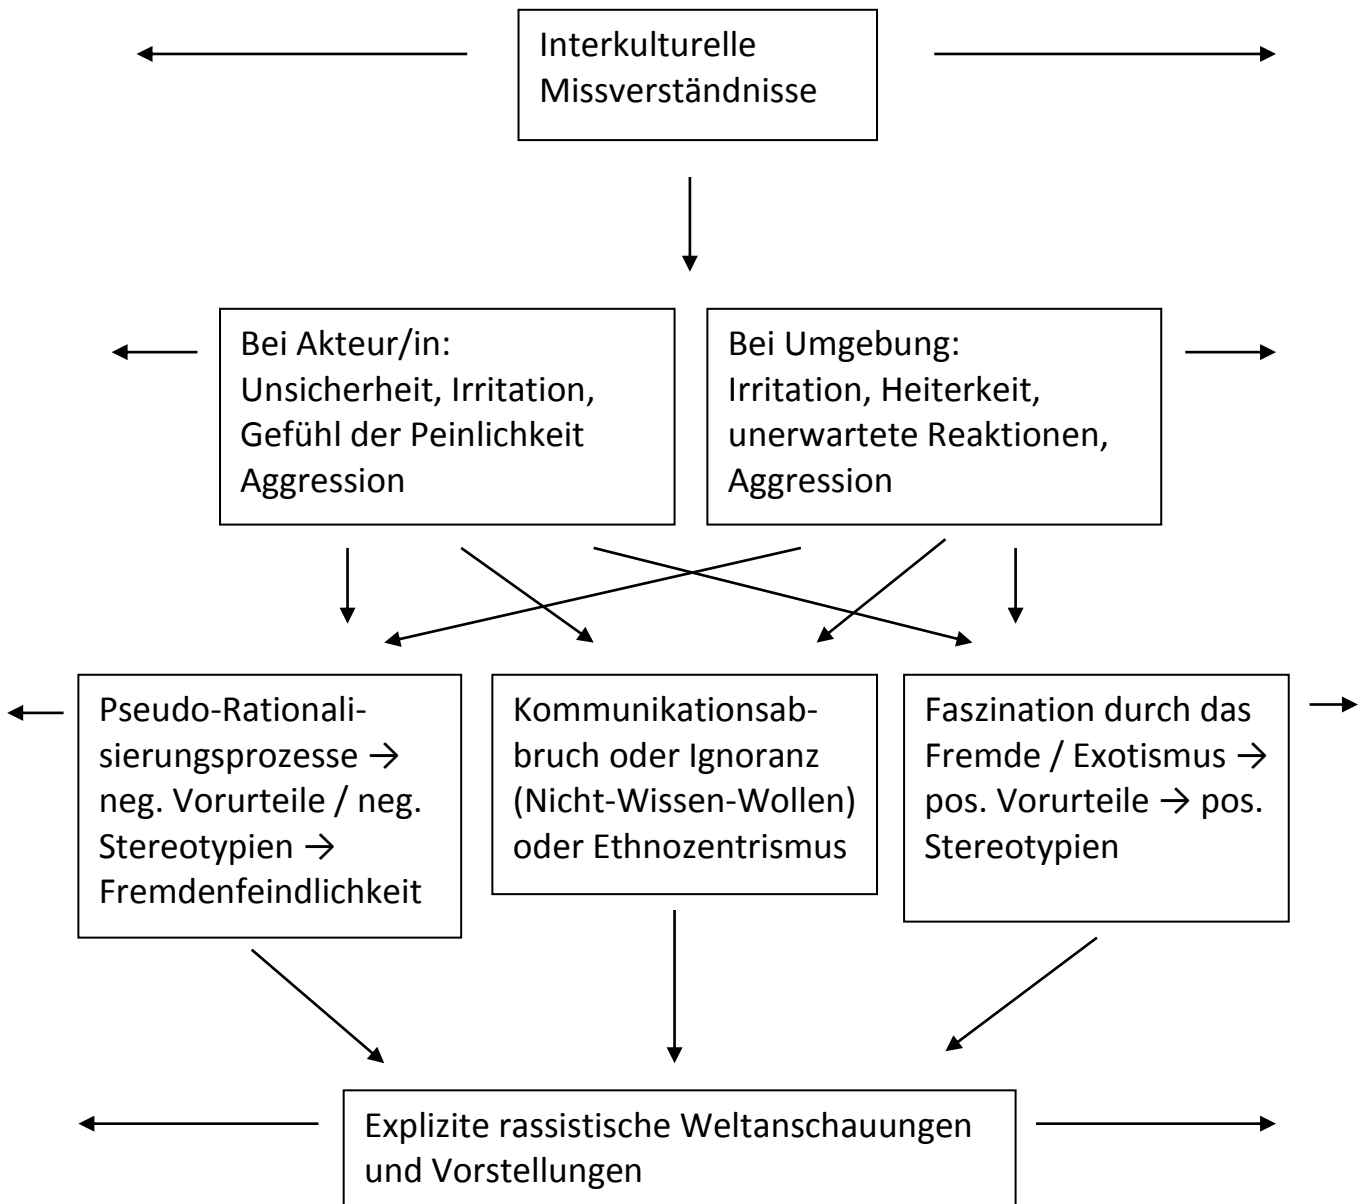 Interkulturelle
Missverständnisse
Bei Akteur/in:
Unsicherheit, Irritation,
Gefühl der Peinlichkeit
Aggression
Bei Umgebung:
Irritation, Heiterkeit,
unerwartete Reaktionen,
Aggression
Pseudo-Rationali-
sierungsprozesse →
neg. Vorurteile / neg.
Stereotypien →
Fremdenfeindlichkeit
Kommunikationsab-
bruch oder Ignoranz
(Nicht-Wissen-Wollen)
oder Ethnozentrismus
Faszination durch das
Fremde / Exotismus →
pos. Vorurteile → pos.
Stereotypien
Explizite rassistische Weltanschauungen
und Vorstellungen